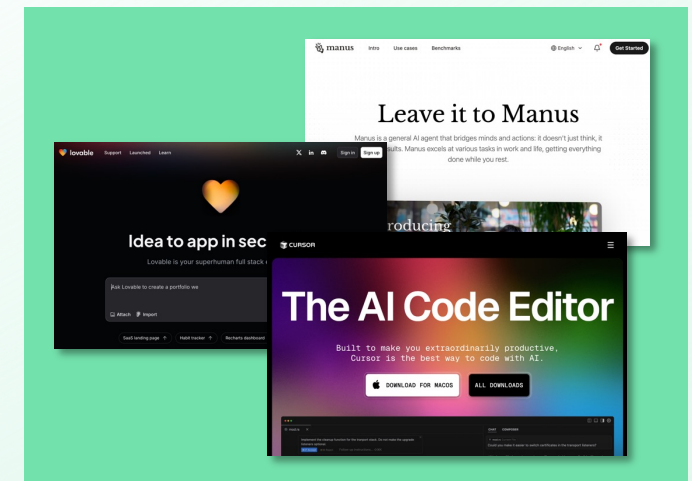 manus Intro Use cases Benchmarks English Get Started
Leave it to Manus
Manus is a general AI agent that bridges minds and actions: it doesn't just think, it
sults. Manus excels at various tasks in work and life, getting everything
done while you rest.
roducing
lovable Support Launched Learn Sign in Sign up
Idea to app in sec
Lovable is your superhuman full stack
Ask Lovable to create a portfolio we
Attach Import
SaaS landing page Habit tracker Recharts dashboard
CURSOR
The AI Code Editor
Built to make you extraordinarily productive,
Cursor is the best way to code with AI.
DOWNLOAD FOR MACOS ALL DOWNLOADS